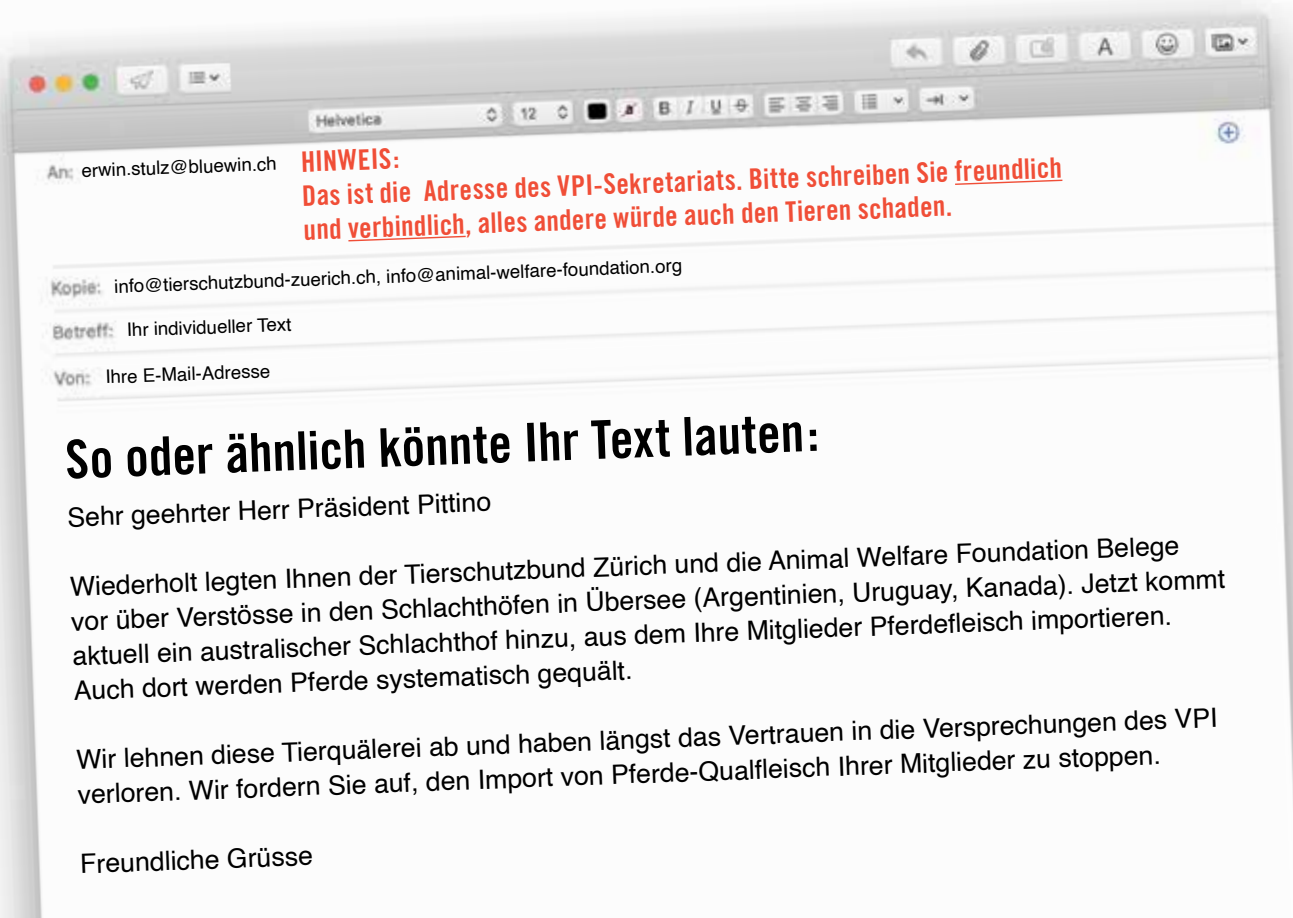 Helvetica
12
A
a
B I U S
An: erwin.stulz@bluewin.ch
HINWEIS:
Das ist die Adresse des VPI-Sekretariats. Bitte schreiben Sie freundlich
und verbindlich, alles andere würde auch den Tieren schaden.
Kopie: info@tierschutzbund-zuerich.ch, info@animal-welfare-foundation.org
Betreff: Ihr individueller Text
Von: Ihre E-Mail-Adresse
So oder ähnlich könnte Ihr Text lauten:
Sehr geehrter Herr Präsident Pittino
Wiederholt legten Ihnen der Tierschutzbund Zürich und die Animal Welfare Foundation Belege
vor über Verstösse in den Schlachthöfen in Übersee (Argentinien, Uruguay, Kanada). Jetzt kommt
aktuell ein australischer Schlachthof hinzu, aus dem Ihre Mitglieder Pferdefleisch importieren.
Auch dort werden Pferde systematisch gequält.
Wir lehnen diese Tierquälerei ab und haben längst das Vertrauen in die Versprechungen des VPI
verloren. Wir fordern Sie auf, den Import von Pferde-Qualfleisch Ihrer Mitglieder zu stoppen.
Freundliche Grüsse